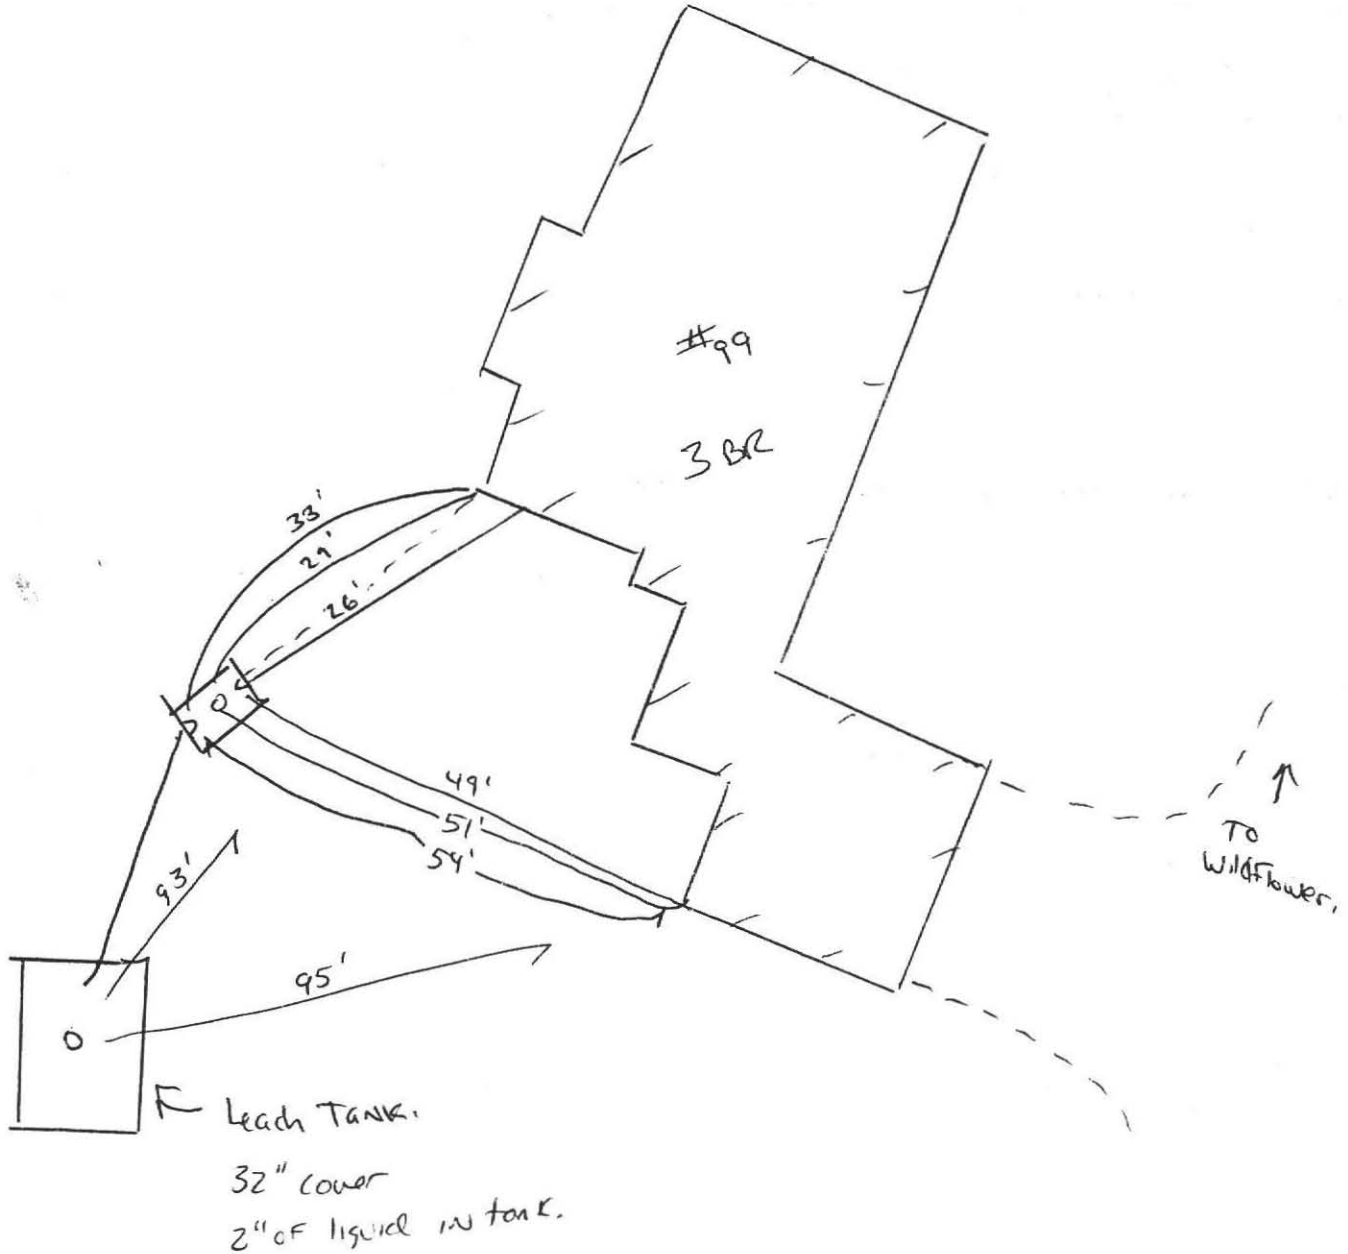 #99
3 BR
33'
29'
26'
49'
51'
54'
93'
95'
TO
Wildflower.
Leach Tank.
32" cover
2" of liquid in tank.